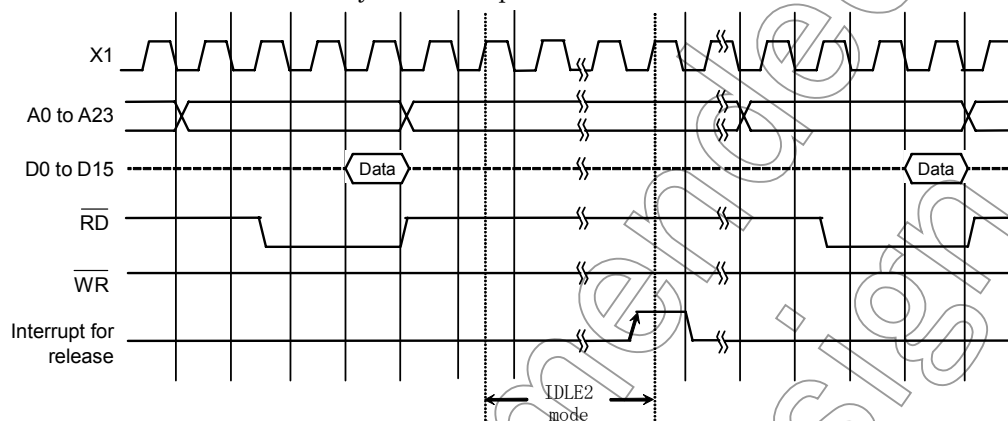 X1
A0 to A23
D0 to D15
Data
Data
RD
WR
Interrupt for
release
IDLE2
mode